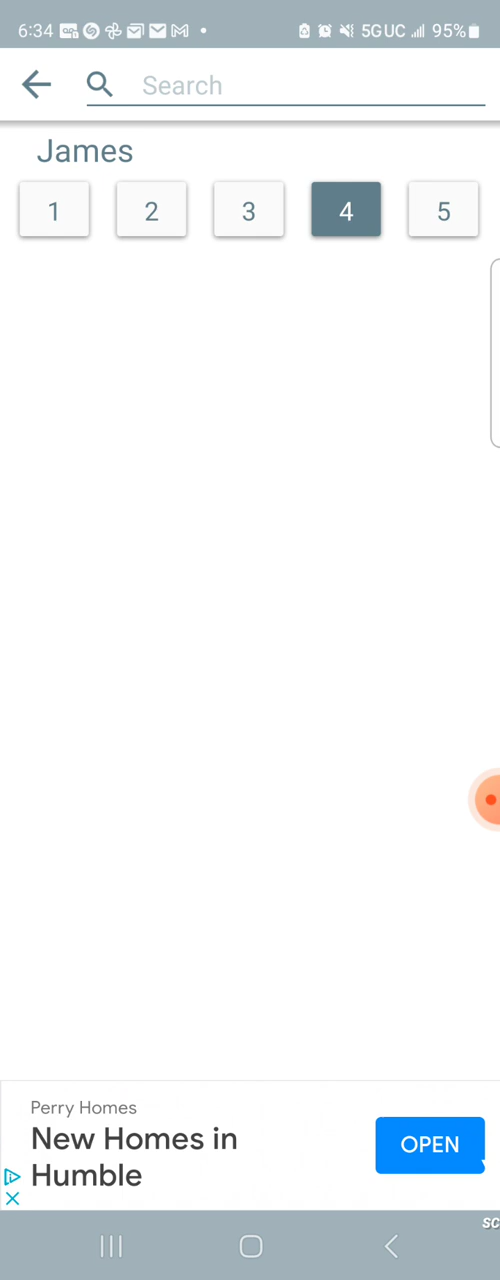 6:34 5GUC 95%
Search
James
1 2 3 4 5
Perry Homes
New Homes in
Humble
OPEN